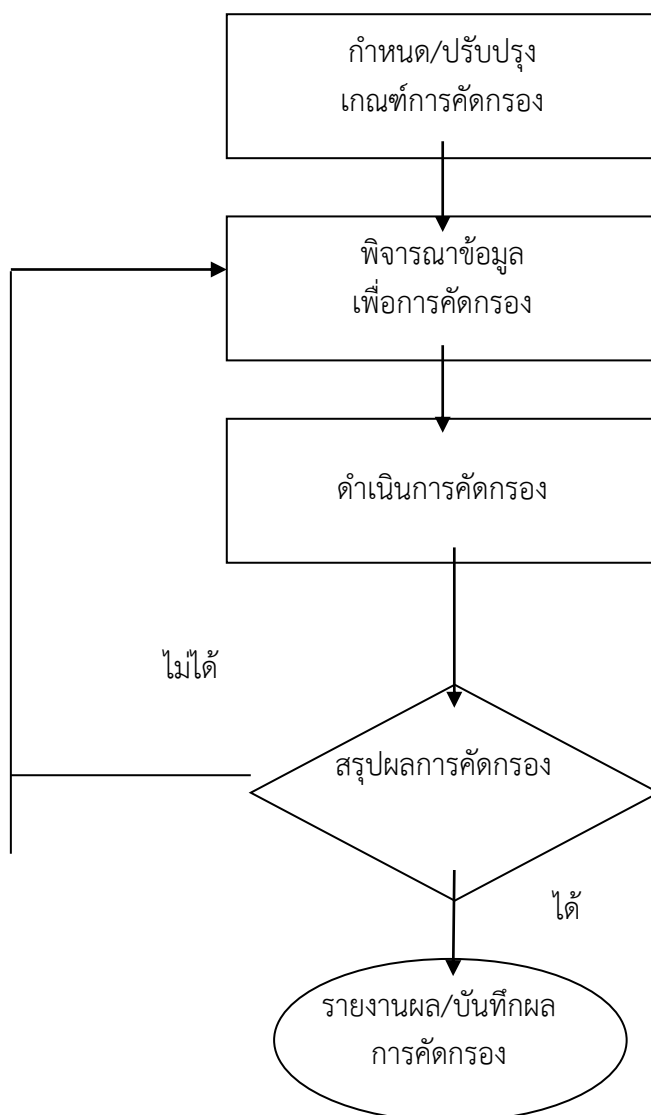 กำหนด/ปรับปรุง
เกณฑ์การคัดกรอง
พิจารณาข้อมูล
เพื่อการคัดกรอง
ดำเนินการคัดกรอง
ไม่ได้
สรุปผลการคัดกรอง
ได้
รายงานผล/บันทึกผล
การคัดกรอง